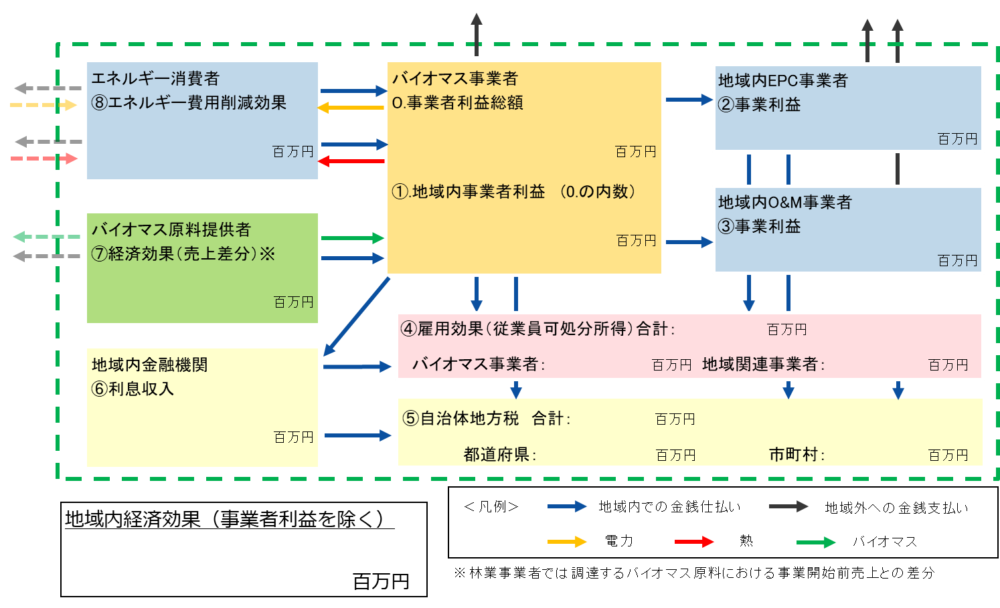 エネルギー消費者
⑧エネルギー費用削減効果
百万円
バイオマス事業者
0.事業者利益総額
百万円
①.地域内事業者利益 （0.の内数）
百万円
地域内EPC事業者
②事業利益
百万円
地域内O&M事業者
③事業利益
百万円
バイオマス原料提供者
⑦経済効果（売上差分）※
百万円
④雇用効果（従業員可処分所得）合計： 百万円
バイオマス事業者： 百万円 地域関連事業者： 百万円
地域内金融機関
⑥利息収入
百万円
⑤自治体地方税 合計： 百万円
都道府県： 百万円 市町村： 百万円
地域内経済効果（事業者利益を除く）
百万円
＜凡例＞ 地域内での金銭仕払い 地域外への金銭支払い
電力 熱 バイオマス
※林業事業者では調達するバイオマス原料における事業開始前売上との差分